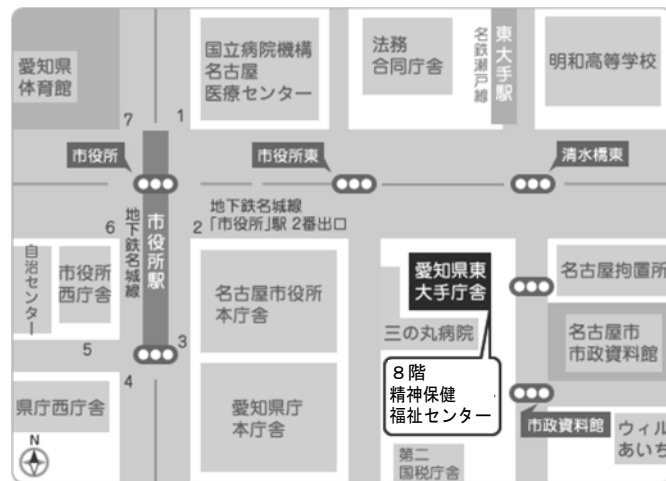 愛知県
体育館
国立病院機構
名古屋
医療センター
法務
合同庁舎
名鉄瀬戸線
東大手駅
明和高等学校
7
1
市役所
市役所東
清水橋東
地下鉄名城線
「市役所」駅 2番出口
6
地下鉄名城線
市役所駅
2
自治センター
市役所
西庁舎
名古屋市役所
本庁舎
愛知県東
大手庁舎
名古屋拘置所
三の丸病院
名古屋市
市政資料館
5
3
4
8階
精神保健
福祉センター
県庁西庁舎
愛知県庁
本庁舎
市政資料館
ウィル
あいち
第二
国税庁舎
N